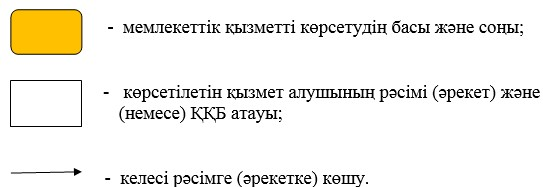 - мемлекеттік қызметті көрсетудің басы және соңы;
- көрсетілетін қызмет алушының рәсімі (әрекет) және
(немесе) ҚҚБ атауы;
- келесі рәсімге (әрекетке) көшу.